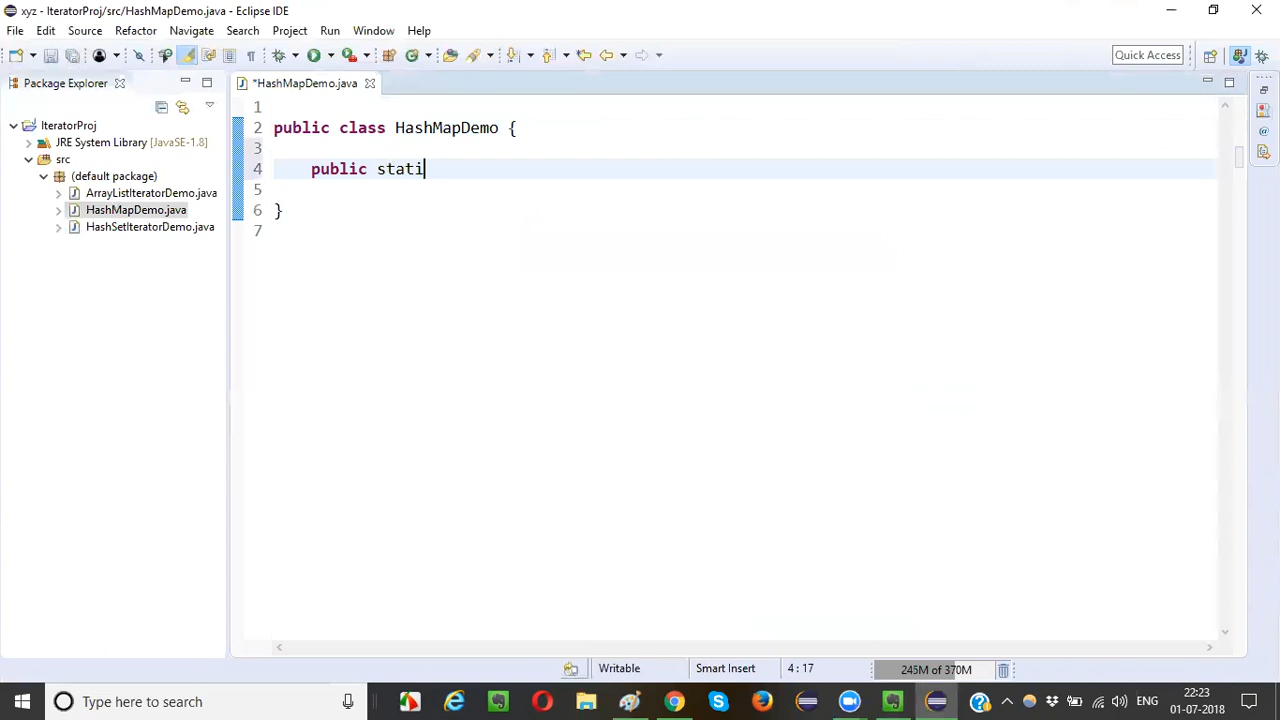 xyz - IteratorProj/src/HashMapDemo.java - Eclipse IDE
File Edit Source Refactor Navigate Search Project Run Window Help
Quick Access
Package Explorer
*HashMapDemo.java
IteratorProj
JRE System Library [JavaSE-1.8]
src
(default package)
ArrayListIteratorDemo.java
HashMapDemo.java
HashSetIteratorDemo.java
1
2 public class HashMapDemo {
3
4 public stati
5
6 }
7
Writable Smart Insert 4 : 17 245M of 370M
Type here to search
ENG
22:23
01-07-2018